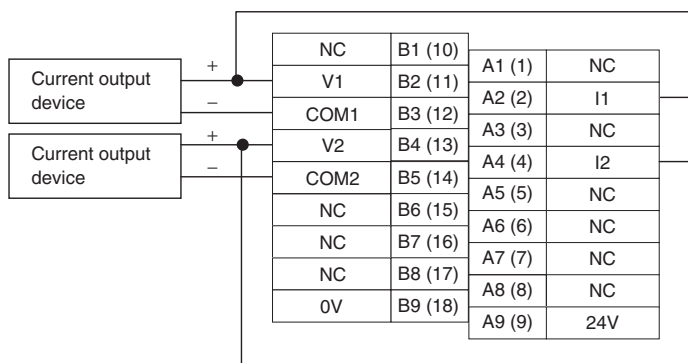 Current output
device
+
−
Current output
device
+
−
NC B1 (10)
V1 B2 (11)
COM1 B3 (12)
V2 B4 (13)
COM2 B5 (14)
NC B6 (15)
NC B7 (16)
NC B8 (17)
0V B9 (18)
A1 (1) NC
A2 (2) I1
A3 (3) NC
A4 (4) I2
A5 (5) NC
A6 (6) NC
A7 (7) NC
A8 (8) NC
A9 (9) 24V